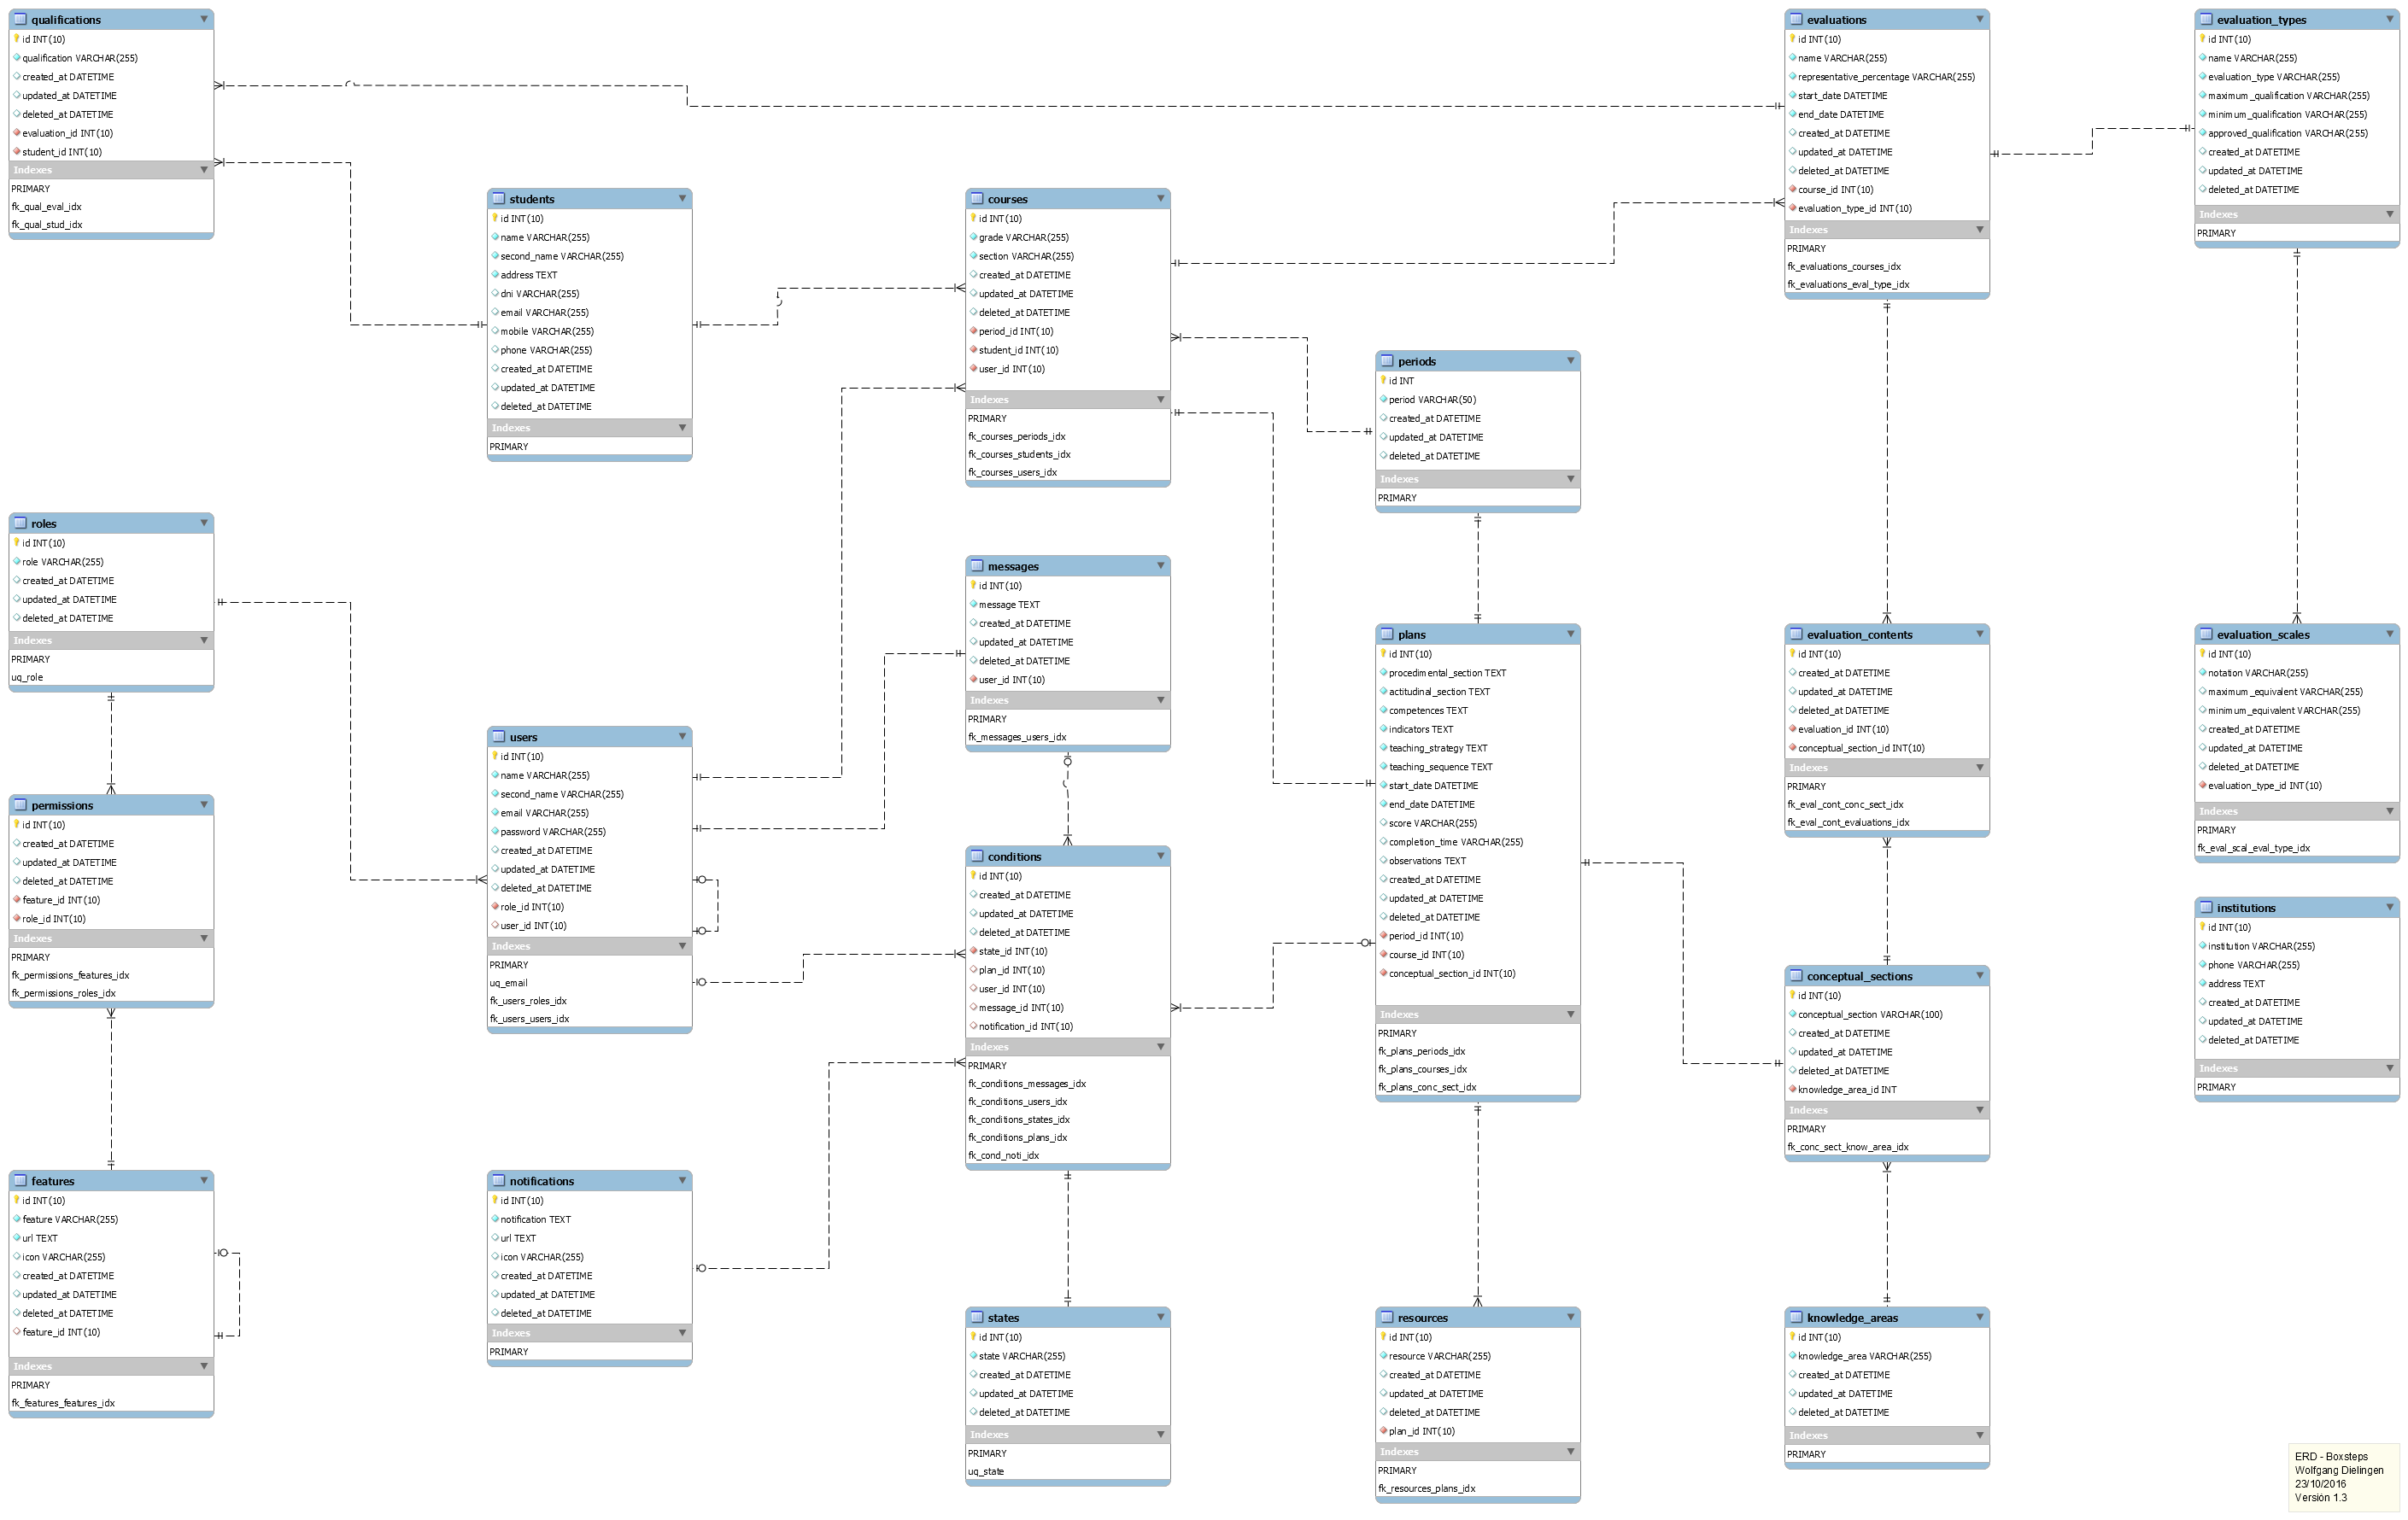 qualifications
id INT(10)
qualification VARCHAR(255)
created_at DATETIME
updated_at DATETIME
deleted_at DATETIME
evaluation_id INT(10)
student_id INT(10)
Indexes
PRIMARY
fk_qual_eval_idx
fk_qual_stud_idx
students
id INT(10)
name VARCHAR(255)
second_name VARCHAR(255)
address TEXT
dni VARCHAR(255)
email VARCHAR(255)
mobile VARCHAR(255)
phone VARCHAR(255)
created_at DATETIME
updated_at DATETIME
deleted_at DATETIME
Indexes
PRIMARY
courses
id INT(10)
grade VARCHAR(255)
section VARCHAR(255)
created_at DATETIME
updated_at DATETIME
deleted_at DATETIME
period_id INT(10)
student_id INT(10)
user_id INT(10)
Indexes
PRIMARY
fk_courses_periods_idx
fk_courses_students_idx
fk_courses_users_idx
periods
id INT
period VARCHAR(50)
created_at DATETIME
updated_at DATETIME
deleted_at DATETIME
Indexes
PRIMARY
evaluations
id INT(10)
name VARCHAR(255)
representative_percentage VARCHAR(255)
start_date DATETIME
end_date DATETIME
created_at DATETIME
updated_at DATETIME
deleted_at DATETIME
course_id INT(10)
evaluation_type_id INT(10)
Indexes
PRIMARY
fk_evaluations_courses_idx
fk_evaluations_eval_type_idx
evaluation_types
id INT(10)
name VARCHAR(255)
evaluation_type VARCHAR(255)
maximum_qualification VARCHAR(255)
minimum_qualification VARCHAR(255)
approved_qualification VARCHAR(255)
created_at DATETIME
updated_at DATETIME
deleted_at DATETIME
Indexes
PRIMARY
roles
id INT(10)
role VARCHAR(255)
created_at DATETIME
updated_at DATETIME
deleted_at DATETIME
Indexes
PRIMARY
uq_role
permissions
id INT(10)
created_at DATETIME
updated_at DATETIME
deleted_at DATETIME
feature_id INT(10)
role_id INT(10)
Indexes
PRIMARY
fk_permissions_features_idx
fk_permissions_roles_idx
features
id INT(10)
feature VARCHAR(255)
url TEXT
icon VARCHAR(255)
created_at DATETIME
updated_at DATETIME
deleted_at DATETIME
feature_id INT(10)
Indexes
PRIMARY
fk_features_features_idx
users
id INT(10)
name VARCHAR(255)
second_name VARCHAR(255)
email VARCHAR(255)
password VARCHAR(255)
created_at DATETIME
updated_at DATETIME
deleted_at DATETIME
role_id INT(10)
user_id INT(10)
Indexes
PRIMARY
uq_email
fk_users_roles_idx
fk_users_users_idx
notifications
id INT(10)
notification TEXT
url TEXT
icon VARCHAR(255)
created_at DATETIME
updated_at DATETIME
deleted_at DATETIME
Indexes
PRIMARY
messages
id INT(10)
message TEXT
created_at DATETIME
updated_at DATETIME
deleted_at DATETIME
user_id INT(10)
Indexes
PRIMARY
fk_messages_users_idx
conditions
id INT(10)
created_at DATETIME
updated_at DATETIME
deleted_at DATETIME
state_id INT(10)
plan_id INT(10)
user_id INT(10)
message_id INT(10)
notification_id INT(10)
Indexes
PRIMARY
fk_conditions_messages_idx
fk_conditions_users_idx
fk_conditions_states_idx
fk_conditions_plans_idx
fk_cond_noti_idx
states
id INT(10)
state VARCHAR(255)
created_at DATETIME
updated_at DATETIME
deleted_at DATETIME
Indexes
PRIMARY
uq_state
plans
id INT(10)
procedimental_section TEXT
actitudinal_section TEXT
competences TEXT
indicators TEXT
teaching_strategy TEXT
teaching_sequence TEXT
start_date DATETIME
end_date DATETIME
score VARCHAR(255)
completion_time VARCHAR(255)
observations TEXT
created_at DATETIME
updated_at DATETIME
deleted_at DATETIME
period_id INT(10)
course_id INT(10)
conceptual_section_id INT(10)
Indexes
PRIMARY
fk_plans_periods_idx
fk_plans_courses_idx
fk_plans_conc_sect_idx
resources
id INT(10)
resource VARCHAR(255)
created_at DATETIME
updated_at DATETIME
deleted_at DATETIME
plan_id INT(10)
Indexes
PRIMARY
fk_resources_plans_idx
evaluation_contents
id INT(10)
created_at DATETIME
updated_at DATETIME
deleted_at DATETIME
evaluation_id INT(10)
conceptual_section_id INT(10)
Indexes
PRIMARY
fk_eval_cont_conc_sect_idx
fk_eval_cont_evaluations_idx
conceptual_sections
id INT(10)
conceptual_section VARCHAR(100)
created_at DATETIME
updated_at DATETIME
deleted_at DATETIME
knowledge_area_id INT
Indexes
PRIMARY
fk_conc_sect_know_area_idx
knowledge_areas
id INT(10)
knowledge_area VARCHAR(255)
created_at DATETIME
updated_at DATETIME
deleted_at DATETIME
Indexes
PRIMARY
evaluation_scales
id INT(10)
notation VARCHAR(255)
maximum_equivalent VARCHAR(255)
minimum_equivalent VARCHAR(255)
created_at DATETIME
updated_at DATETIME
deleted_at DATETIME
evaluation_type_id INT(10)
Indexes
PRIMARY
fk_eval_scal_eval_type_idx
institutions
id INT(10)
institution VARCHAR(255)
phone VARCHAR(255)
address TEXT
created_at DATETIME
updated_at DATETIME
deleted_at DATETIME
Indexes
PRIMARY
ERD - Boxsteps
Wolfgang Dielingen
23/10/2016
Versión 1.3